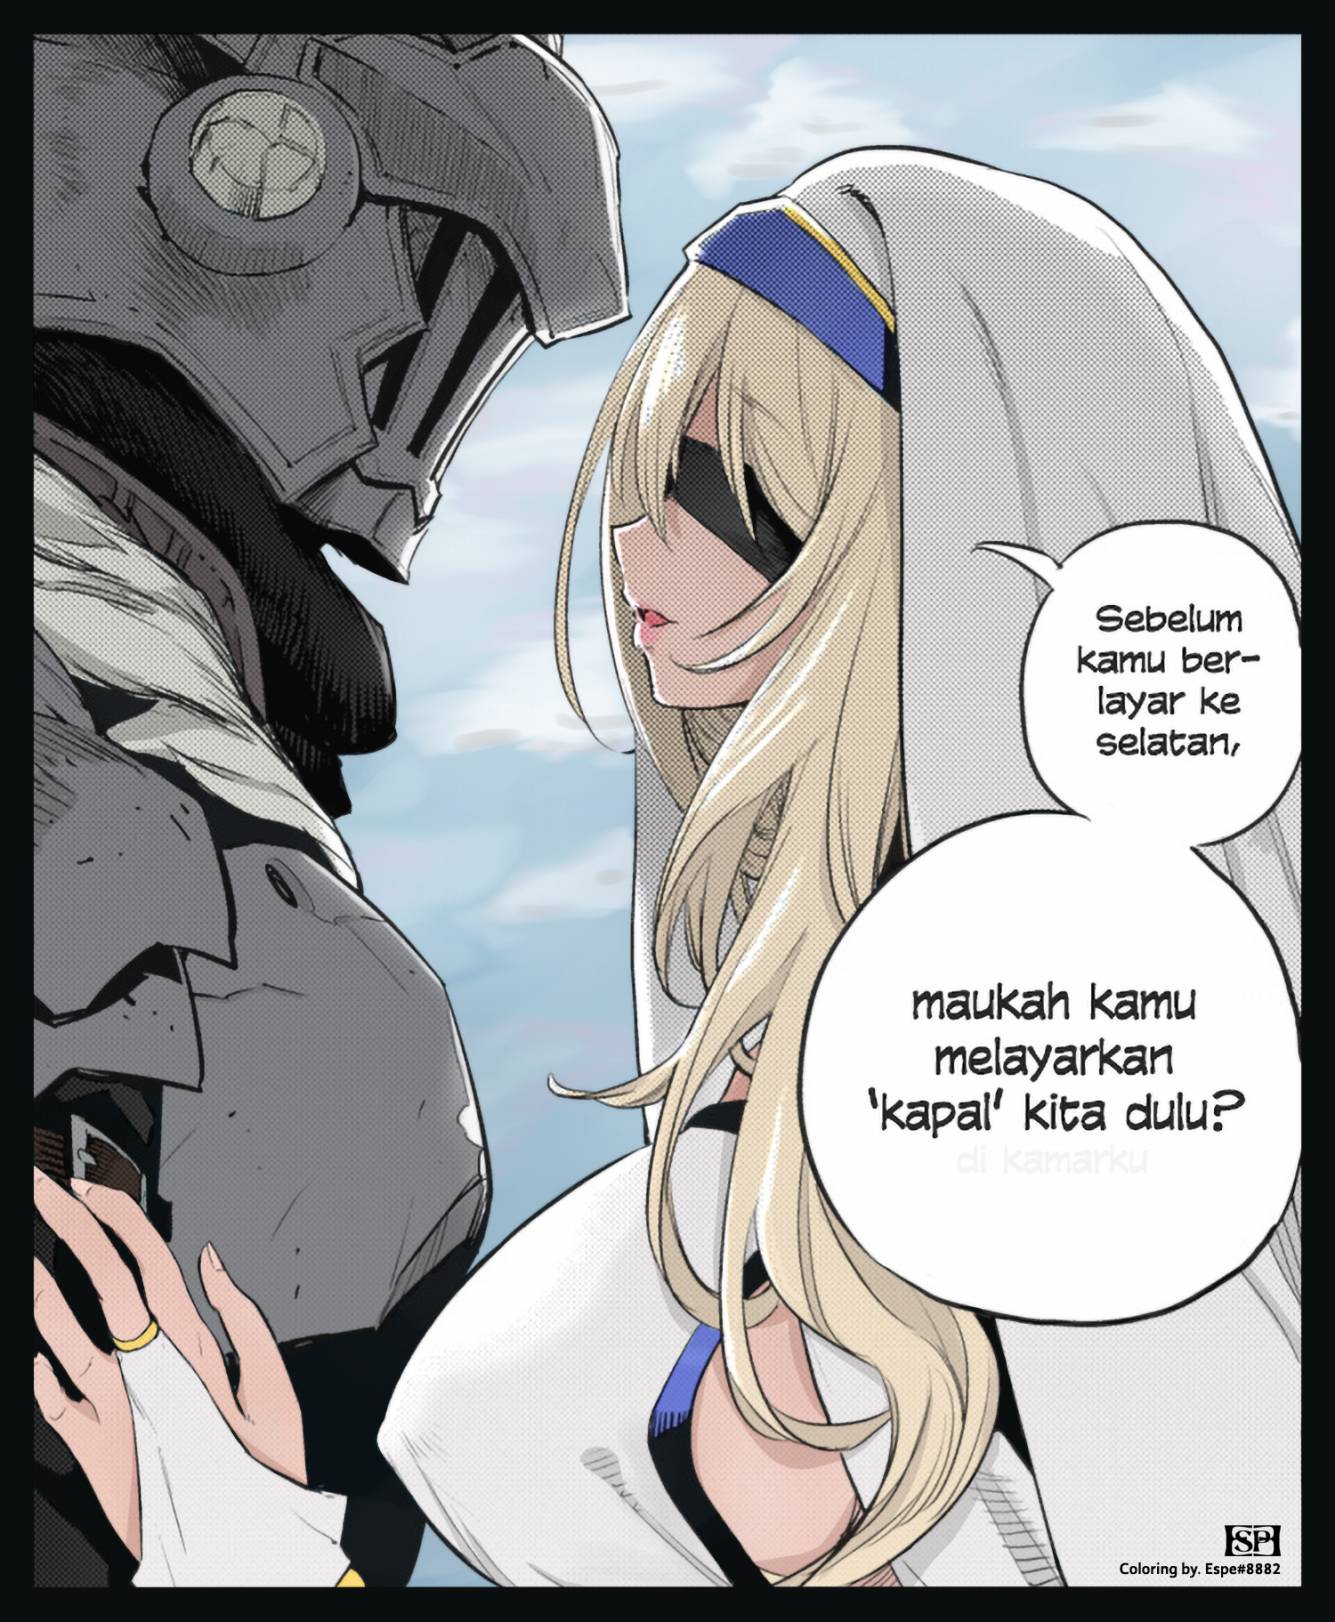 Sebelum
kamu ber-
layar ke
selatan,
maukah kamu
melayarkan
'kapal' kita dulu?
di kamarku
SP
Coloring by. Espe#8882